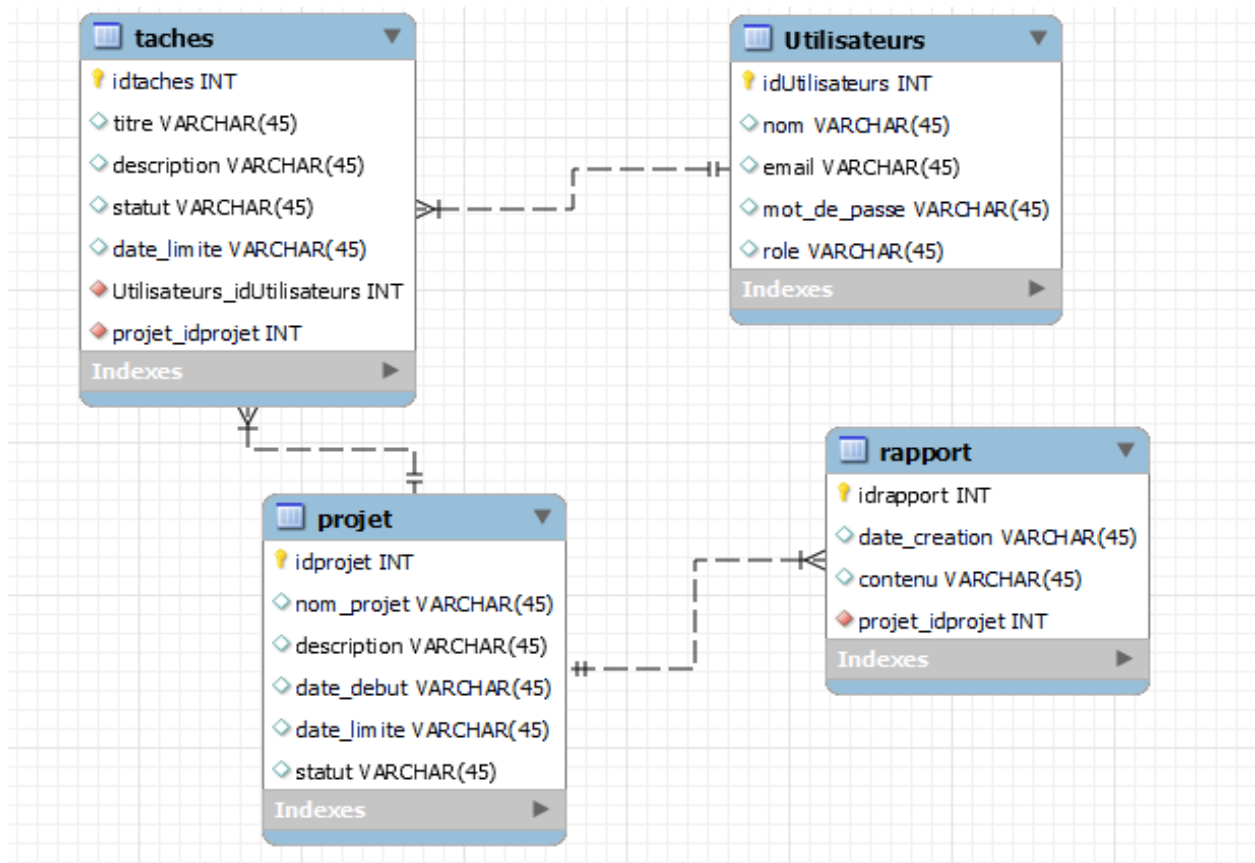 taches
idtaches INT
titre VARCHAR(45)
description VARCHAR(45)
statut VARCHAR(45)
date_limite VARCHAR(45)
Utilisateurs_idUtilisateurs INT
projet_idprojet INT
Indexes
Utilisateurs
idUtilisateurs INT
nom VARCHAR(45)
email VARCHAR(45)
mot_de_passe VARCHAR(45)
role VARCHAR(45)
Indexes
projet
idprojet INT
nom_projet VARCHAR(45)
description VARCHAR(45)
date_debut VARCHAR(45)
date_limite VARCHAR(45)
statut VARCHAR(45)
Indexes
rapport
idrapport INT
date_creation VARCHAR(45)
contenu VARCHAR(45)
projet_idprojet INT
Indexes